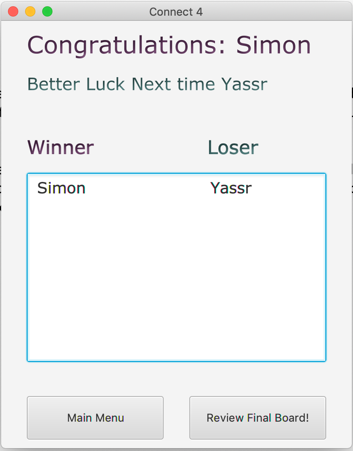 Connect 4
Congratulations: Simon
Better Luck Next time Yassr
Winner Loser
Simon Yassr
Main Menu Review Final Board!